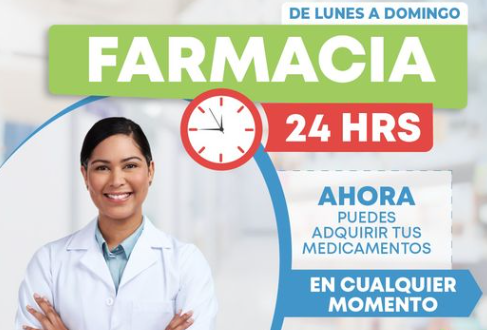 DE LUNES A DOMINGO
FARMACIA
24 HRS
AHORA
PUEDES
ADQUIRIR TUS
MEDICAMENTOS
EN CUALQUIER
MOMENTO